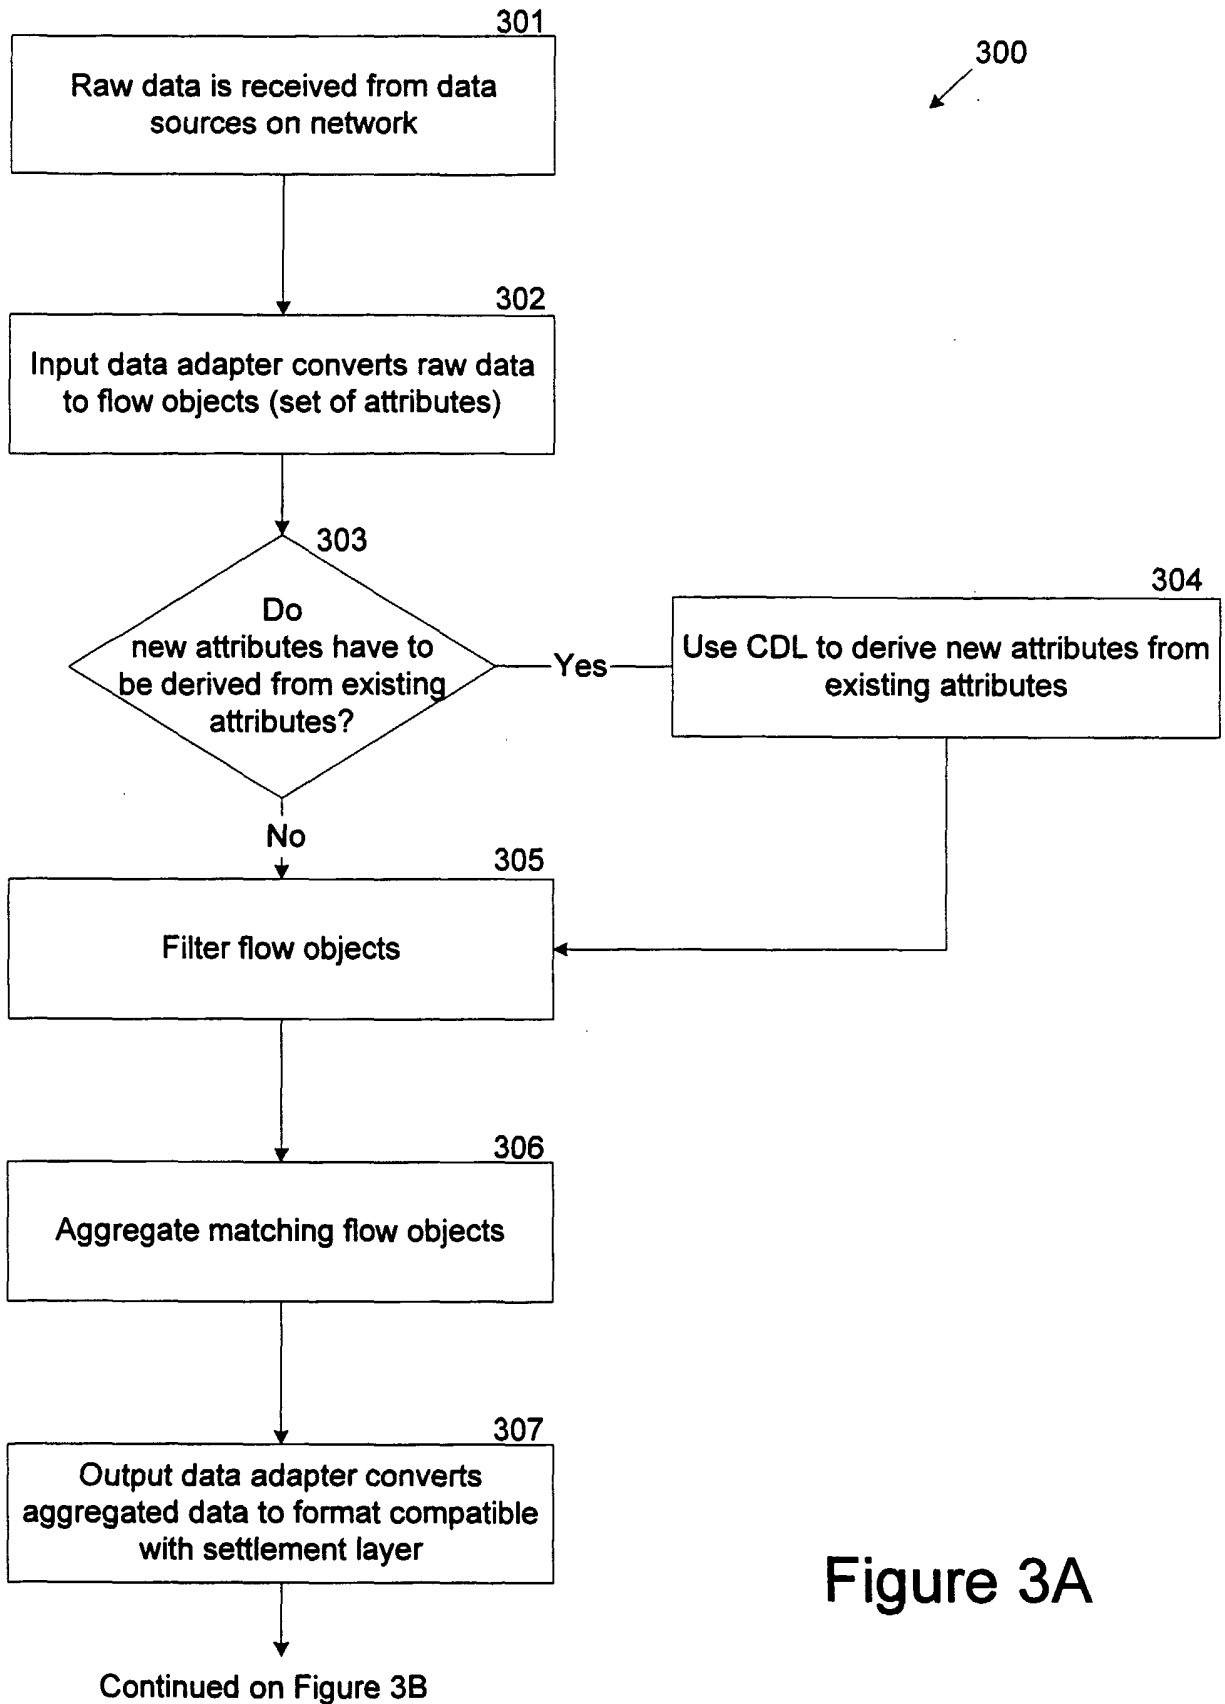 301
Raw data is received from data
sources on network
300
302
Input data adapter converts raw data
to flow objects (set of attributes)
303
Do
new attributes have to
be derived from existing
attributes?
Yes
304
Use CDL to derive new attributes from
existing attributes
No
305
Filter flow objects
306
Aggregate matching flow objects
307
Output data adapter converts
aggregated data to format compatible
with settlement layer
Figure 3A
Continued on Figure 3B